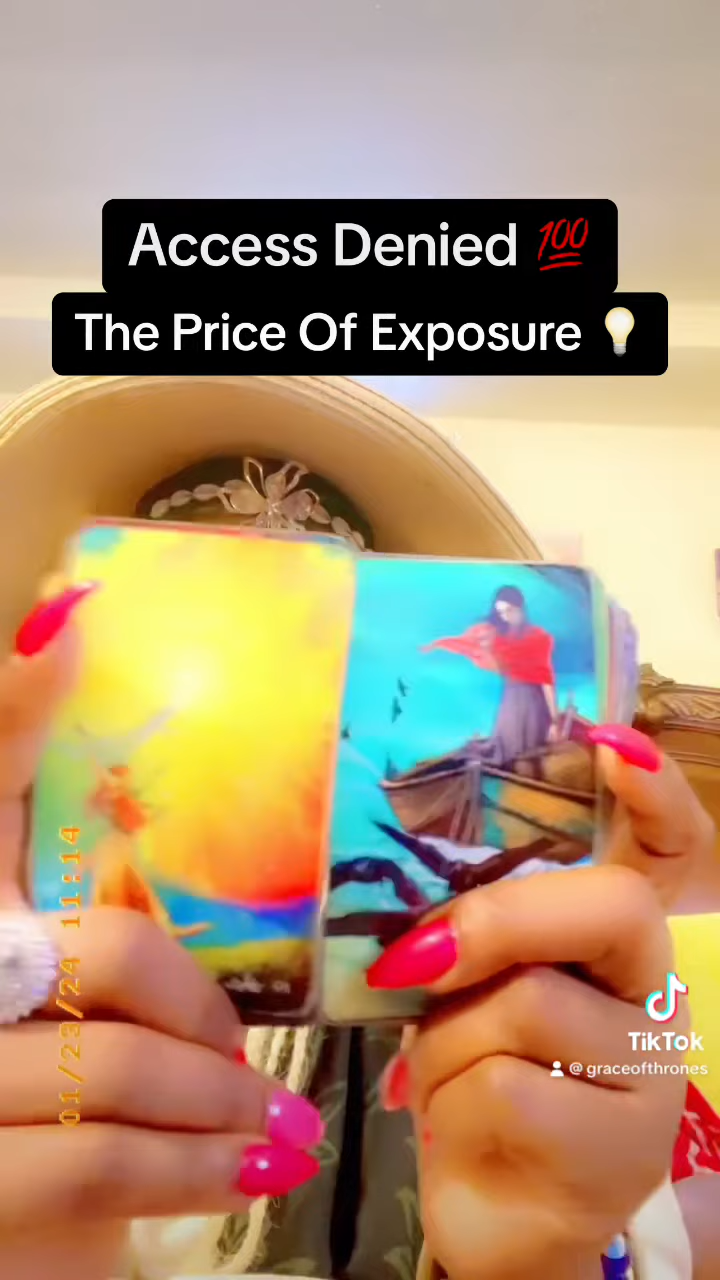 Access Denied 💯
The Price Of Exposure 💡
01/23/24 11:14
TikTok
@graceofthrones